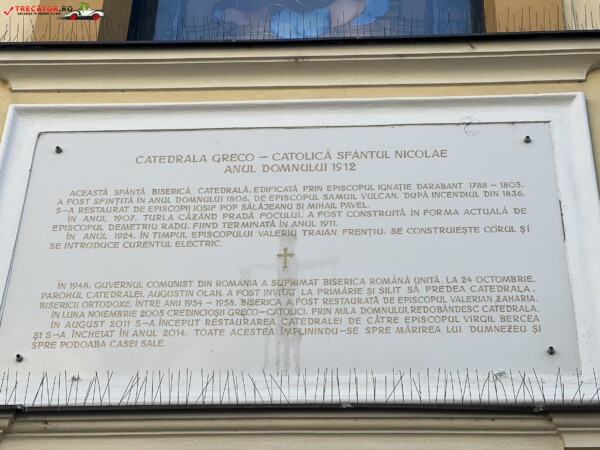 TRECATOR.RO
CATEDRALA GRECO – CATOLICĂ SFÂNTUL NICOLAE
ANUL DOMNULUI 1912
ACEASTĂ SFÂNTĂ BISERICĂ CATEDRALĂ, EDIFICATĂ PRIN EPISCOPUL IGNAȚIE DARABANT 1788 – 1805,
A FOST SFINȚITĂ ÎN ANUL DOMNULUI 1806, DE EPISCOPUL SAMUIL VULCAN. DUPĂ INCENDIUL DIN 1836,
S-A RESTAURAT DE EPISCOPII IOSIF POP SĂLĂJEANU ȘI MIHAIL PAVEL.
ÎN ANUL 1907, TURLA CĂZÂND PRADĂ FOCULUI, A FOST CONSTRUITĂ ÎN FORMA ACTUALĂ DE
EPISCOPUL DEMETRIU RADU, FIIND TERMINATĂ ÎN ANUL 1911.
ÎN ANUL 1924, ÎN TIMPUL EPISCOPULUI VALERIU TRAIAN FRENȚIU, SE CONSTRUIEȘTE CORUL ȘI
SE INTRODUCE CURENTUL ELECTRIC.
ÎN 1948, GUVERNUL COMUNIST DIN ROMÂNIA A SUPRIMAT BISERICA ROMÂNĂ UNITĂ, LA 24 OCTOMBRIE,
PAROHUL CATEDRALEI, AUGUSTIN OLAH, A FOST INVITAT LA PRIMĂRIE ȘI SILIT SĂ PREDEA CATEDRALA,
BISERICII ORTODOXE. ÎNTRE ANII 1954 – 1958, BISERICA A FOST RESTAURATĂ DE EPISCOPUL VALERIAN ZAHARIA.
ÎN LUNA NOIEMBRIE 2005 CREDINCIOȘII GRECO-CATOLICI, PRIN MILA DOMNULUI, REDOBÂNDESC CATEDRALA.
ÎN AUGUST 2011 S-A ÎNCEPUT RESTAURAREA CATEDRALEI DE CĂTRE EPISCOPUL VIRGIL BERCEA
ȘI S-A ÎNCHEIAT ÎN ANUL 2014. TOATE ACESTEA ÎMPLININDU-SE SPRE MĂRIREA LUI DUMNEZEU ȘI
SPRE PODOABA CASEI SALE.